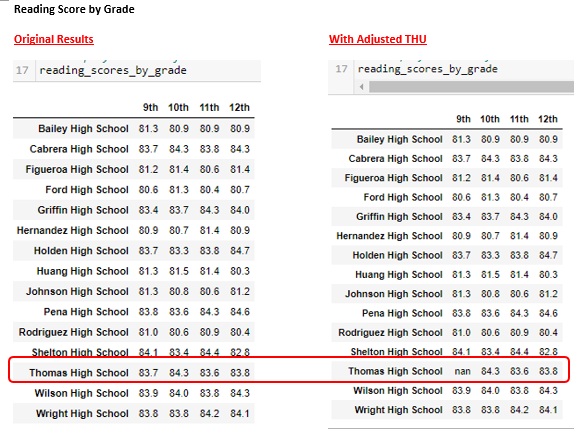 Reading Score by Grade
Original Results
17 reading_scores_by_grade
9th 10th 11th 12th
Bailey High School 81.3 80.9 80.9 80.9
Cabrera High School 83.7 84.3 83.8 84.3
Figueroa High School 81.2 81.4 80.6 81.4
Ford High School 80.6 81.3 80.4 80.7
Griffin High School 83.4 83.7 84.3 84.0
Hernandez High School 80.9 80.7 81.4 80.9
Holden High School 83.7 83.3 83.8 84.7
Huang High School 81.3 81.5 81.4 80.3
Johnson High School 81.3 80.8 80.6 81.2
Pena High School 83.8 83.6 84.3 84.6
Rodriguez High School 81.0 80.6 80.9 80.4
Shelton High School 84.1 83.4 84.4 82.8
Thomas High School 83.7 84.3 83.6 83.8
Wilson High School 83.9 84.0 83.8 84.3
Wright High School 83.8 83.8 84.2 84.1
With Adjusted THU
17 reading_scores_by_grade
9th 10th 11th 12th
Bailey High School 81.3 80.9 80.9 80.9
Cabrera High School 83.7 84.3 83.8 84.3
Figueroa High School 81.2 81.4 80.6 81.4
Ford High School 80.6 81.3 80.4 80.7
Griffin High School 83.4 83.7 84.3 84.0
Hernandez High School 80.9 80.7 81.4 80.9
Holden High School 83.7 83.3 83.8 84.7
Huang High School 81.3 81.5 81.4 80.3
Johnson High School 81.3 80.8 80.6 81.2
Pena High School 83.8 83.6 84.3 84.6
Rodriguez High School 81.0 80.6 80.9 80.4
Shelton High School 84.1 83.4 84.4 82.8
Thomas High School nan 84.3 83.6 83.8
Wilson High School 83.9 84.0 83.8 84.3
Wright High School 83.8 83.8 84.2 84.1